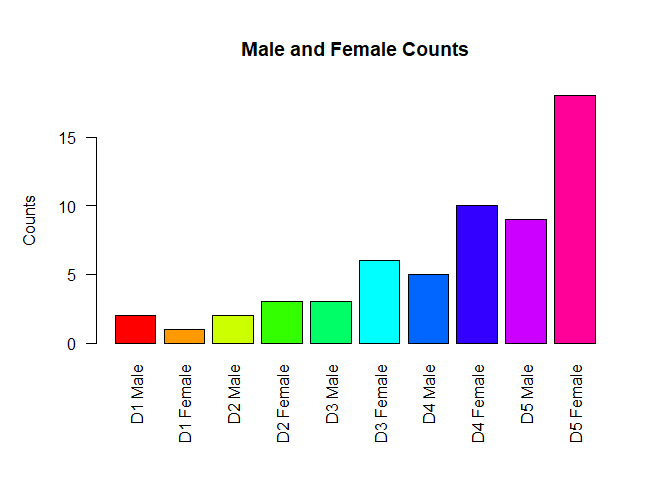 Male and Female Counts
Counts
15
10
5
0
D1 Male
D1 Female
D2 Male
D2 Female
D3 Male
D3 Female
D4 Male
D4 Female
D5 Male
D5 Female